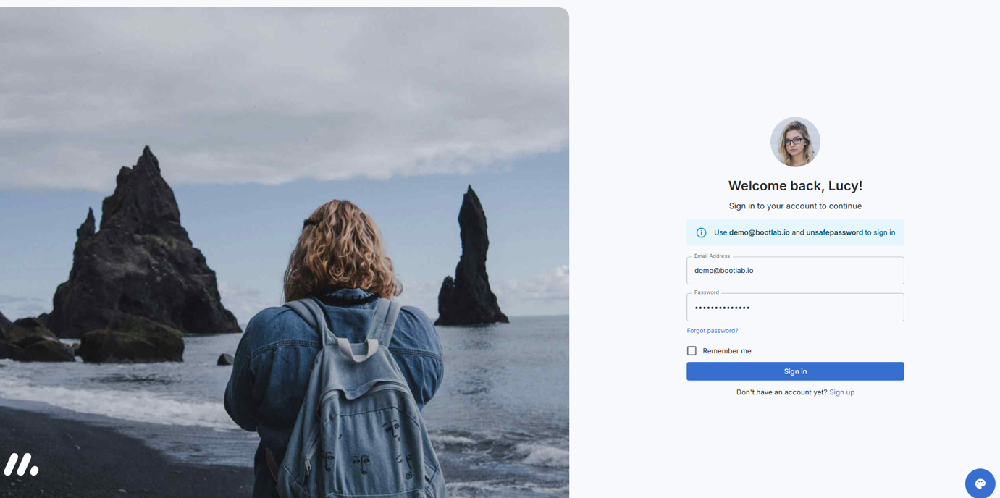 Welcome back, Lucy!
Sign in to your account to continue
Use demo@bootlab.io and unsafepassword to sign in
Email Address
demo@bootlab.io
Password
••••••••••••••
Forgot password?
Remember me
Sign in
Don't have an account yet? Sign up